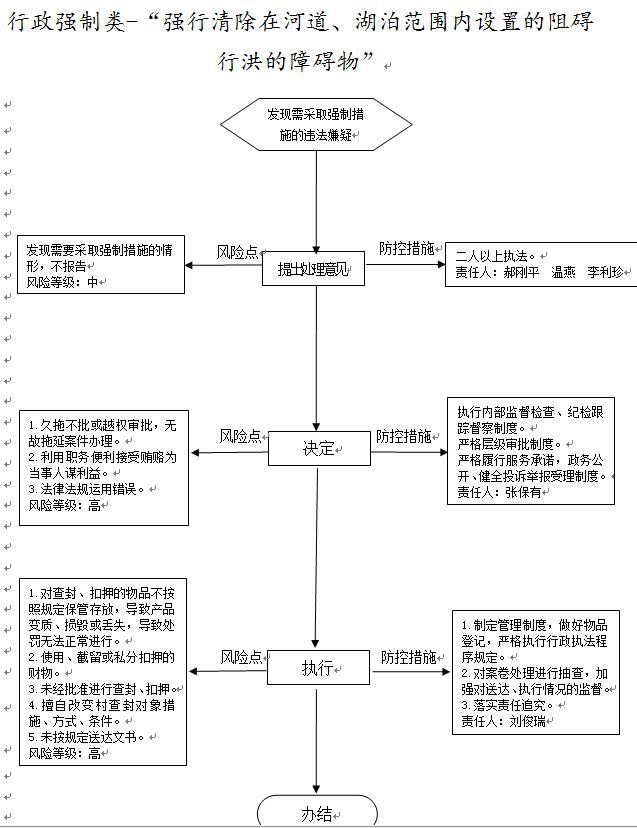 行政强制类-“强行清除在河道、湖泊范围内设置的阻碍
行洪的障碍物”
发现需采取强制措
施的违法嫌疑
发现需要采取强制措施的情
形，不报告
风险等级：中
风险点
提出处理意见
防控措施
二人以上执法。
责任人：郝刚平 温燕 李利珍
1.欠拖不批或越权审批，无
故拖延案件办理。
2.利用职务便利接受贿赂为
当事人谋利益。
3.法律法规运用错误。
风险等级：高
风险点
决定
防控措施
执行内部监督检查、纪检跟
踪督察制度。
严格层级审批制度。
严格履行服务承诺，政务公
开、健全投诉举报受理制度。
责任人：张保有
1.对查封、扣押的物品不按
照规定保管存放，导致产品
变质、损毁或丢失，导致处
罚无法正常进行。
2.使用、截留或私分扣押的
财物。
3.未经批准进行查封、扣押。
4.擅自改变村查封对象措
施、方式、条件。
5.未按规定送达文书。
风险等级：高
风险点
执行
防控措施
1.制定管理制度，做好物品
登记，严格执行行政执法程
序规定。
2.对案卷处理进行抽查，加
强对送达、执行情况的监督。
3.落实责任追究。
责任人：刘俊瑞
办结